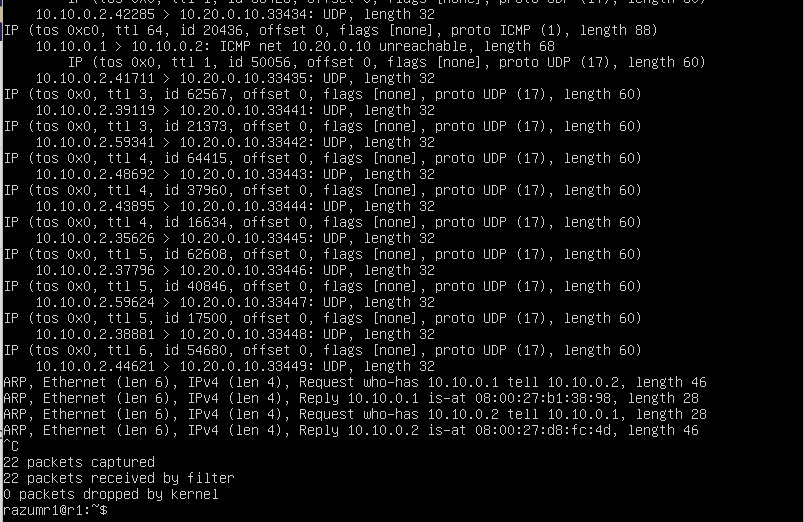 10.10.0.2.42285 > 10.20.0.10.33434: UDP, length 32
IP (tos 0xc0, ttl 64, id 20436, offset 0, flags [none], proto ICMP (1), length 88)
10.10.0.1 > 10.10.0.2: ICMP net 10.20.0.10 unreachable, length 68
IP (tos 0x0, ttl 1, id 50056, offset 0, flags [none], proto UDP (17), length 60)
10.10.0.2.41711 > 10.20.0.10.33435: UDP, length 32
IP (tos 0x0, ttl 3, id 62567, offset 0, flags [none], proto UDP (17), length 60)
10.10.0.2.39119 > 10.20.0.10.33441: UDP, length 32
IP (tos 0x0, ttl 3, id 21373, offset 0, flags [none], proto UDP (17), length 60)
10.10.0.2.59341 > 10.20.0.10.33442: UDP, length 32
IP (tos 0x0, ttl 4, id 64415, offset 0, flags [none], proto UDP (17), length 60)
10.10.0.2.48692 > 10.20.0.10.33443: UDP, length 32
IP (tos 0x0, ttl 4, id 37960, offset 0, flags [none], proto UDP (17), length 60)
10.10.0.2.43895 > 10.20.0.10.33444: UDP, length 32
IP (tos 0x0, ttl 4, id 16634, offset 0, flags [none], proto UDP (17), length 60)
10.10.0.2.35626 > 10.20.0.10.33445: UDP, length 32
IP (tos 0x0, ttl 5, id 62608, offset 0, flags [none], proto UDP (17), length 60)
10.10.0.2.37796 > 10.20.0.10.33446: UDP, length 32
IP (tos 0x0, ttl 5, id 40846, offset 0, flags [none], proto UDP (17), length 60)
10.10.0.2.59624 > 10.20.0.10.33447: UDP, length 32
IP (tos 0x0, ttl 5, id 17500, offset 0, flags [none], proto UDP (17), length 60)
10.10.0.2.38881 > 10.20.0.10.33448: UDP, length 32
IP (tos 0x0, ttl 6, id 54680, offset 0, flags [none], proto UDP (17), length 60)
10.10.0.2.44621 > 10.20.0.10.33449: UDP, length 32
ARP, Ethernet (len 6), IPv4 (len 4), Request who-has 10.10.0.1 tell 10.10.0.2, length 46
ARP, Ethernet (len 6), IPv4 (len 4), Reply 10.10.0.1 is-at 08:00:27:b1:38:98, length 28
ARP, Ethernet (len 6), IPv4 (len 4), Request who-has 10.10.0.2 tell 10.10.0.1, length 28
ARP, Ethernet (len 6), IPv4 (len 4), Reply 10.10.0.2 is-at 08:00:27:d8:fc:4d, length 46
^C
22 packets captured
22 packets received by filter
0 packets dropped by kernel
razumr1@r1:~$